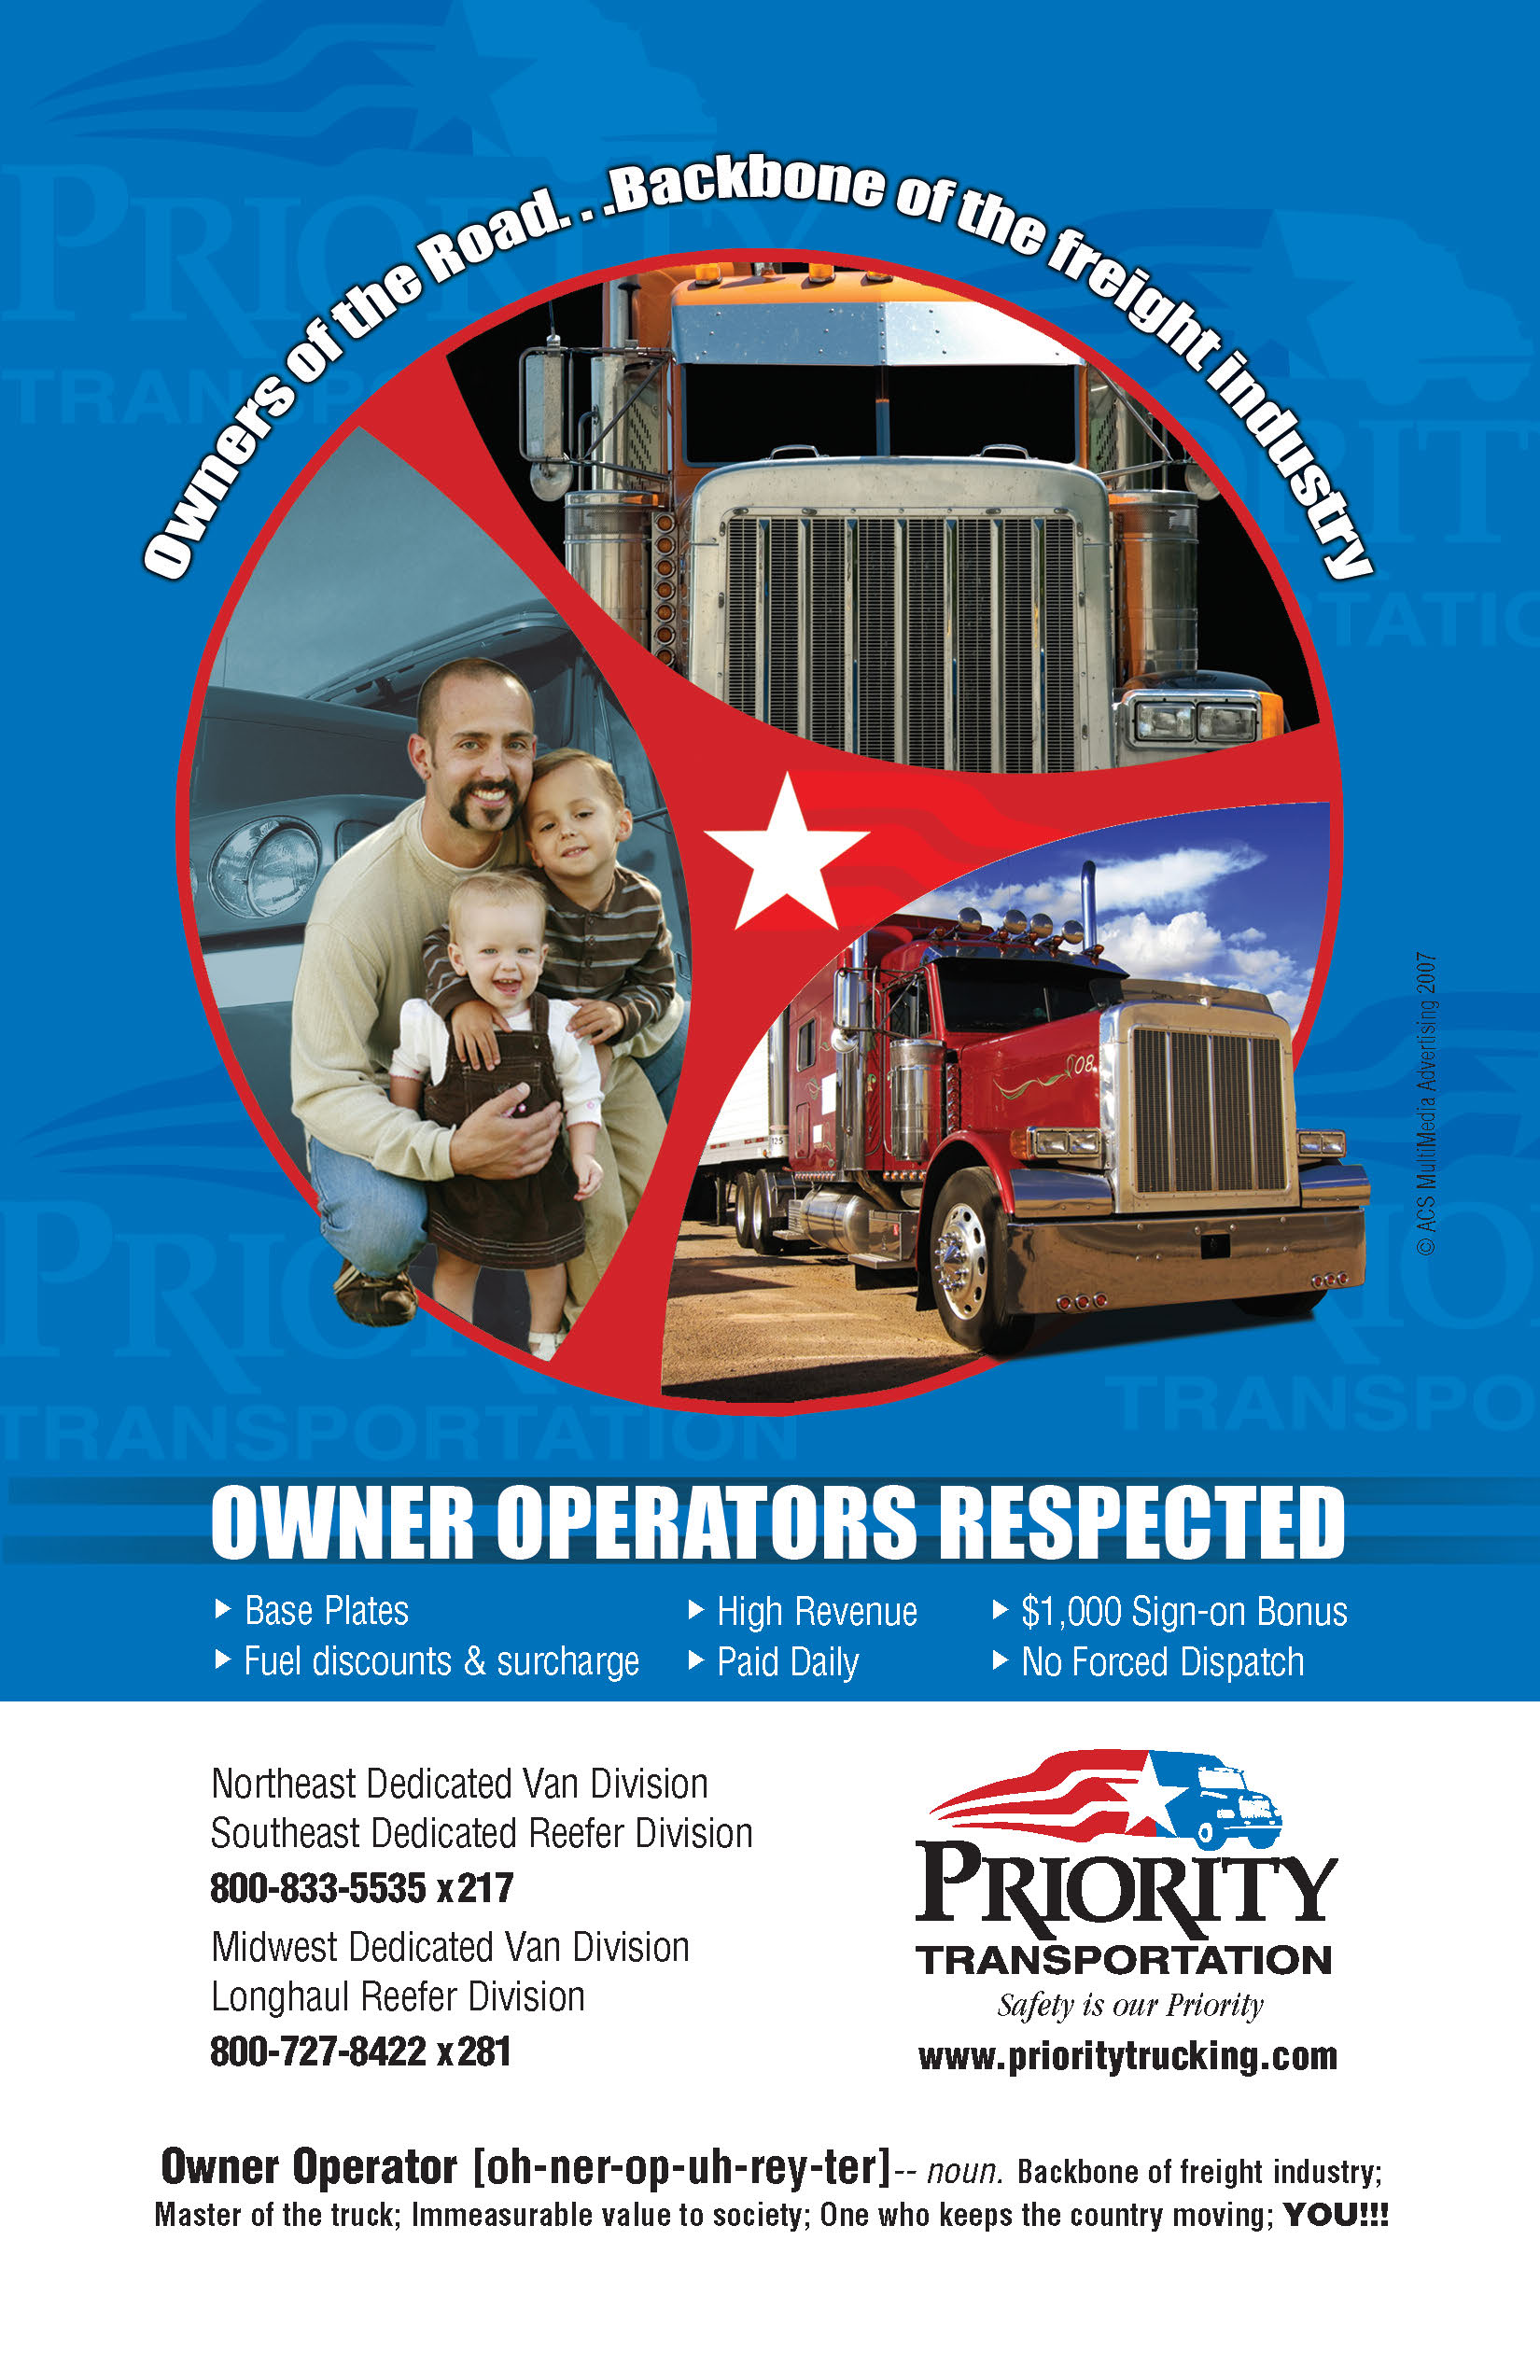 Owners of the Road. . .Backbone of the freight industry
08
125
© ACS MultiMedia Advertising 2007
OWNER OPERATORS RESPECTED
Base Plates
Fuel discounts & surcharge
High Revenue
Paid Daily
$1,000 Sign-on Bonus
No Forced Dispatch
Northeast Dedicated Van Division
Southeast Dedicated Reefer Division
800-833-5535 x217
Midwest Dedicated Van Division
Longhaul Reefer Division
800-727-8422 x281
PRIORITY
TRANSPORTATION
Safety is our Priority
www.prioritytrucking.com
Owner Operator [oh-ner-op-uh-rey-ter]-- noun. Backbone of freight industry;
Master of the truck; Immeasurable value to society; One who keeps the country moving; YOU!!!